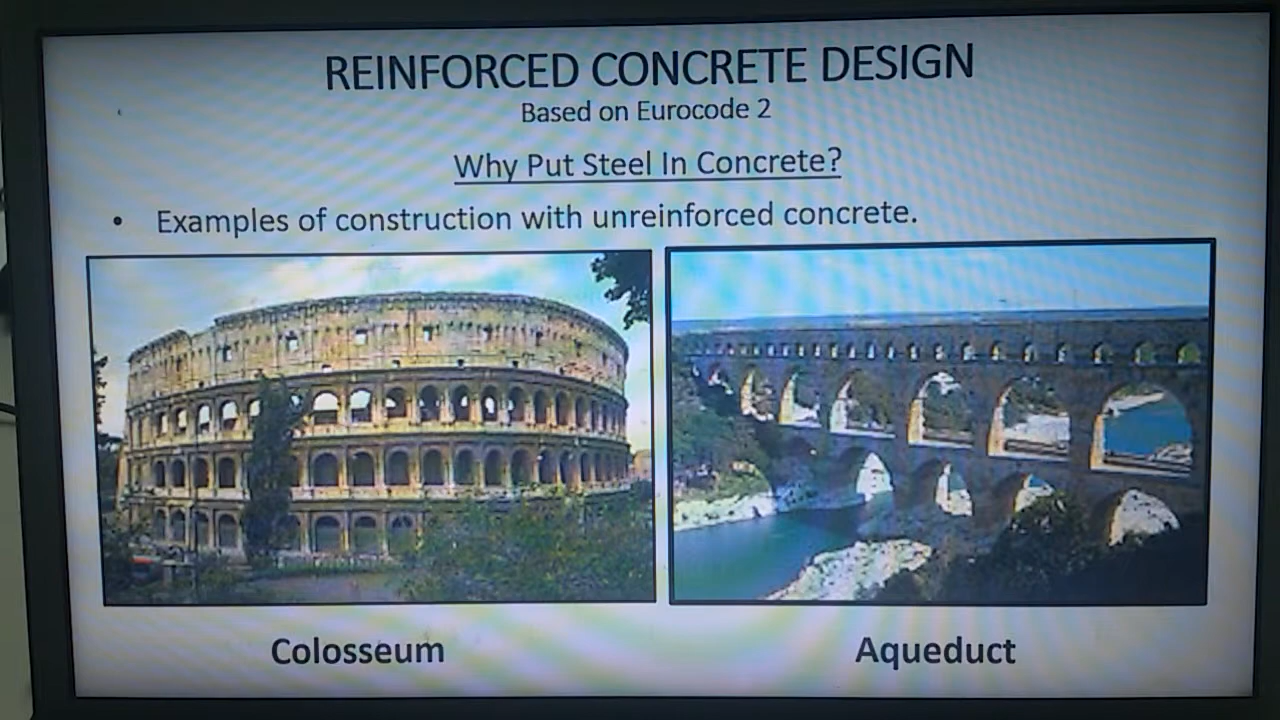 REINFORCED CONCRETE DESIGN
Based on Eurocode 2
Why Put Steel In Concrete?
• Examples of construction with unreinforced concrete.
Colosseum
Aqueduct